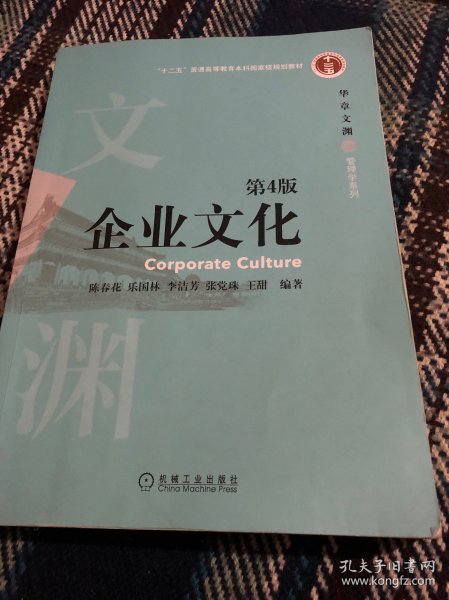 “十二五”普通高等教育本科国家级规划教材
十二五
华章文渊
管理学系列
文渊
第4版
企业文化
Corporate Culture
陈春花 乐国林 李洁芳 张党珠 王甜 编著
机械工业出版社
China Machine Press
孔夫子旧书网
www.kongfz.com